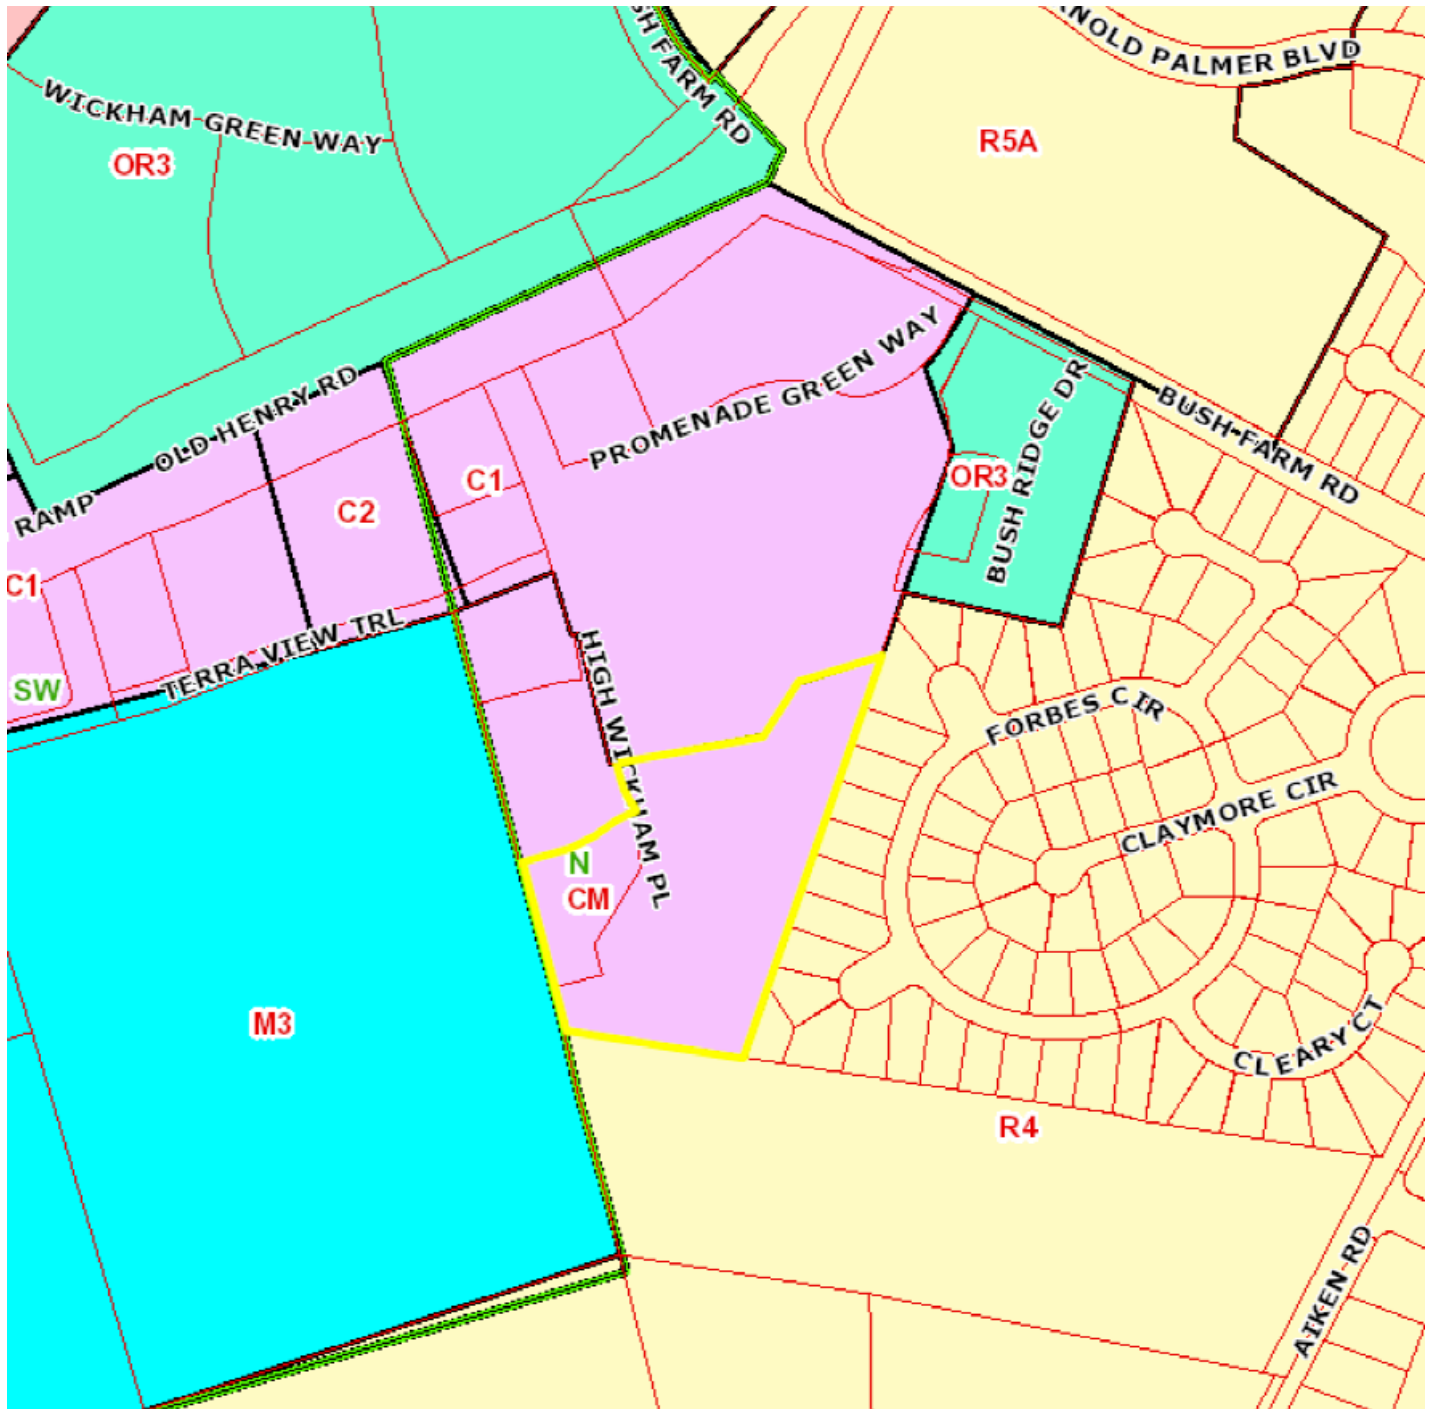 SH FARM RD
RNOLD PALMER BLVD
WICKHAM GREEN WAY
OR3
R5A
PROMENADE GREEN WAY
BUSH RIDGE DR
OLD HENRY RD
BUSH FARM RD
C1
OR3
C2
RAMP
C1
TERRA VIEW TRL
SW
HIGH WICKHAM PL
FORBES CIR
CLAYMORE CIR
N
CM
M3
CLEARY CT
R4
AIKEN RD